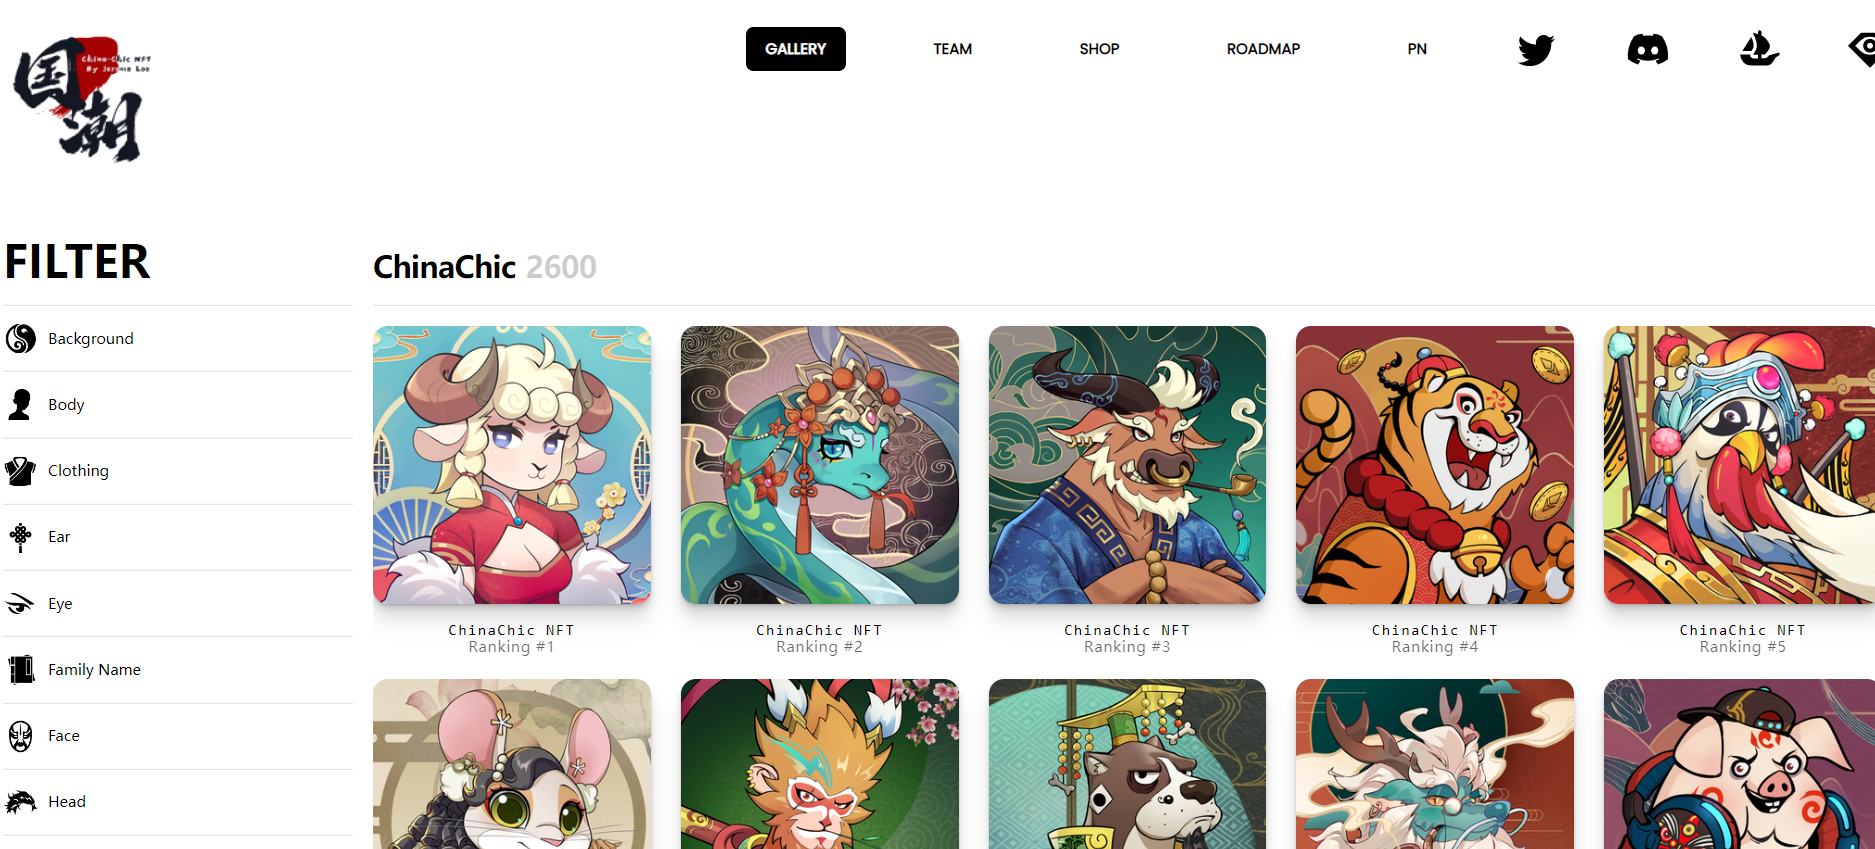 国潮
China-Chic NFT
By Jerome Loo
GALLERY
TEAM
SHOP
ROADMAP
PN
FILTER
Background
Body
Clothing
Ear
Eye
Family Name
Face
Head
ChinaChic 2600
ChinaChic NFT
Ranking #1
ChinaChic NFT
Ranking #2
ChinaChic NFT
Ranking #3
ChinaChic NFT
Ranking #4
ChinaChic NFT
Ranking #5